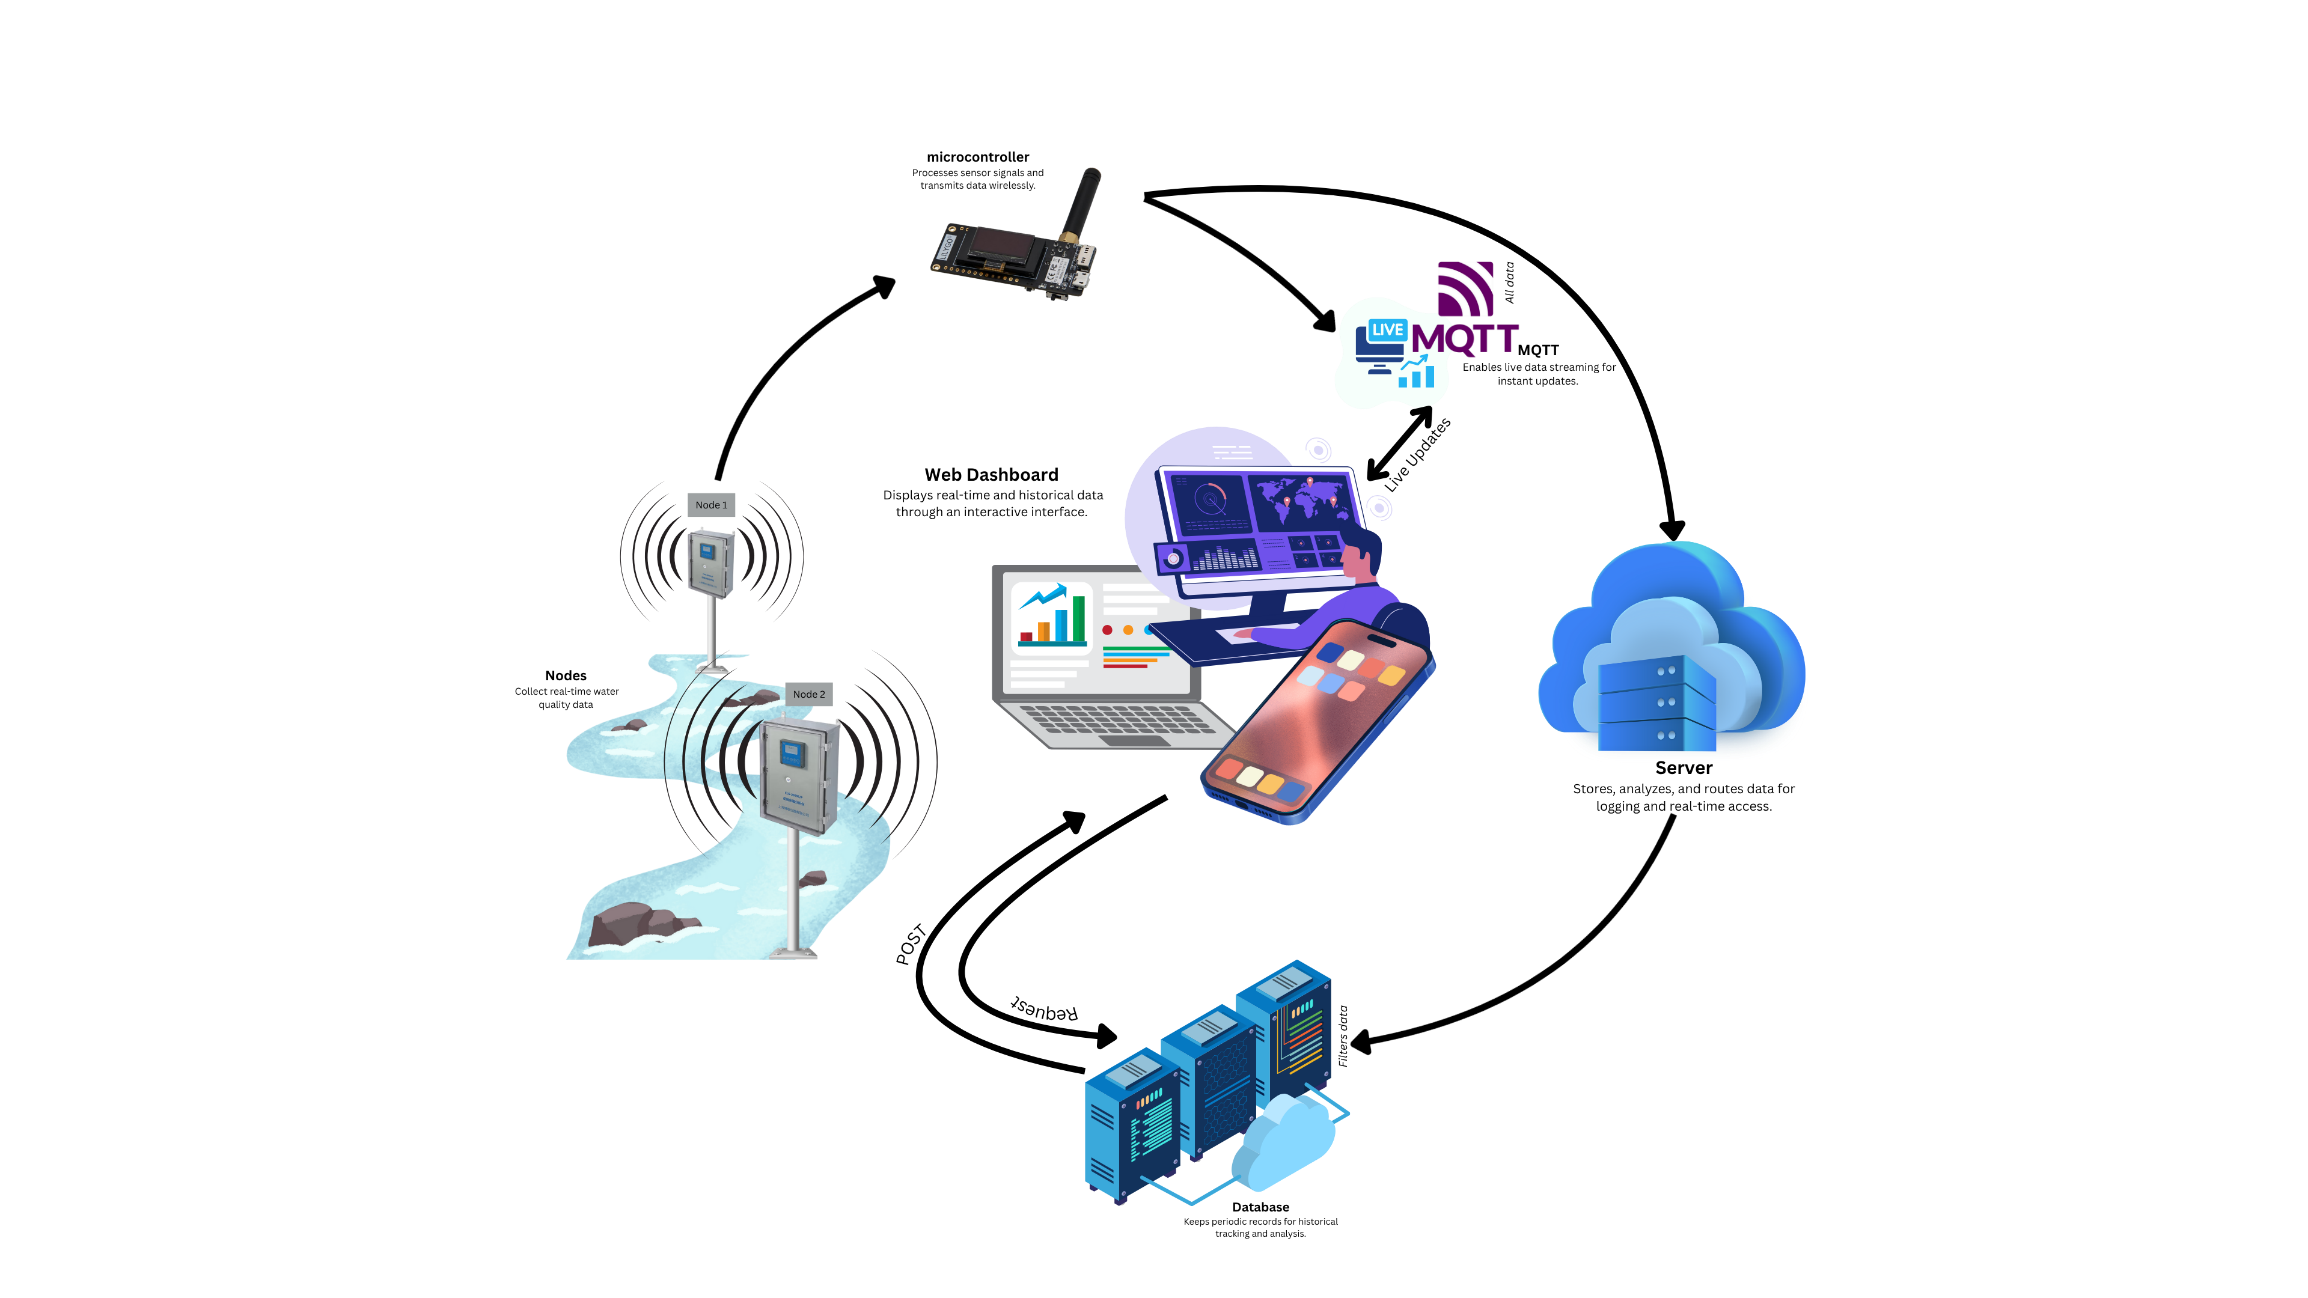 microcontroller
Processes sensor signals and
transmits data wirelessly.
LILYGO
All data
LIVE
MQTT
MQTT
Enables live data streaming for
instant updates.
Live Updates
Web Dashboard
Displays real-time and historical data
through an interactive interface.
Node 1
Nodes
Collect real-time water
quality data
Node 2
Server
Stores, analyzes, and routes data for
logging and real-time access.
POST
Request
Filters data
Database
Keeps periodic records for historical
tracking and analysis.